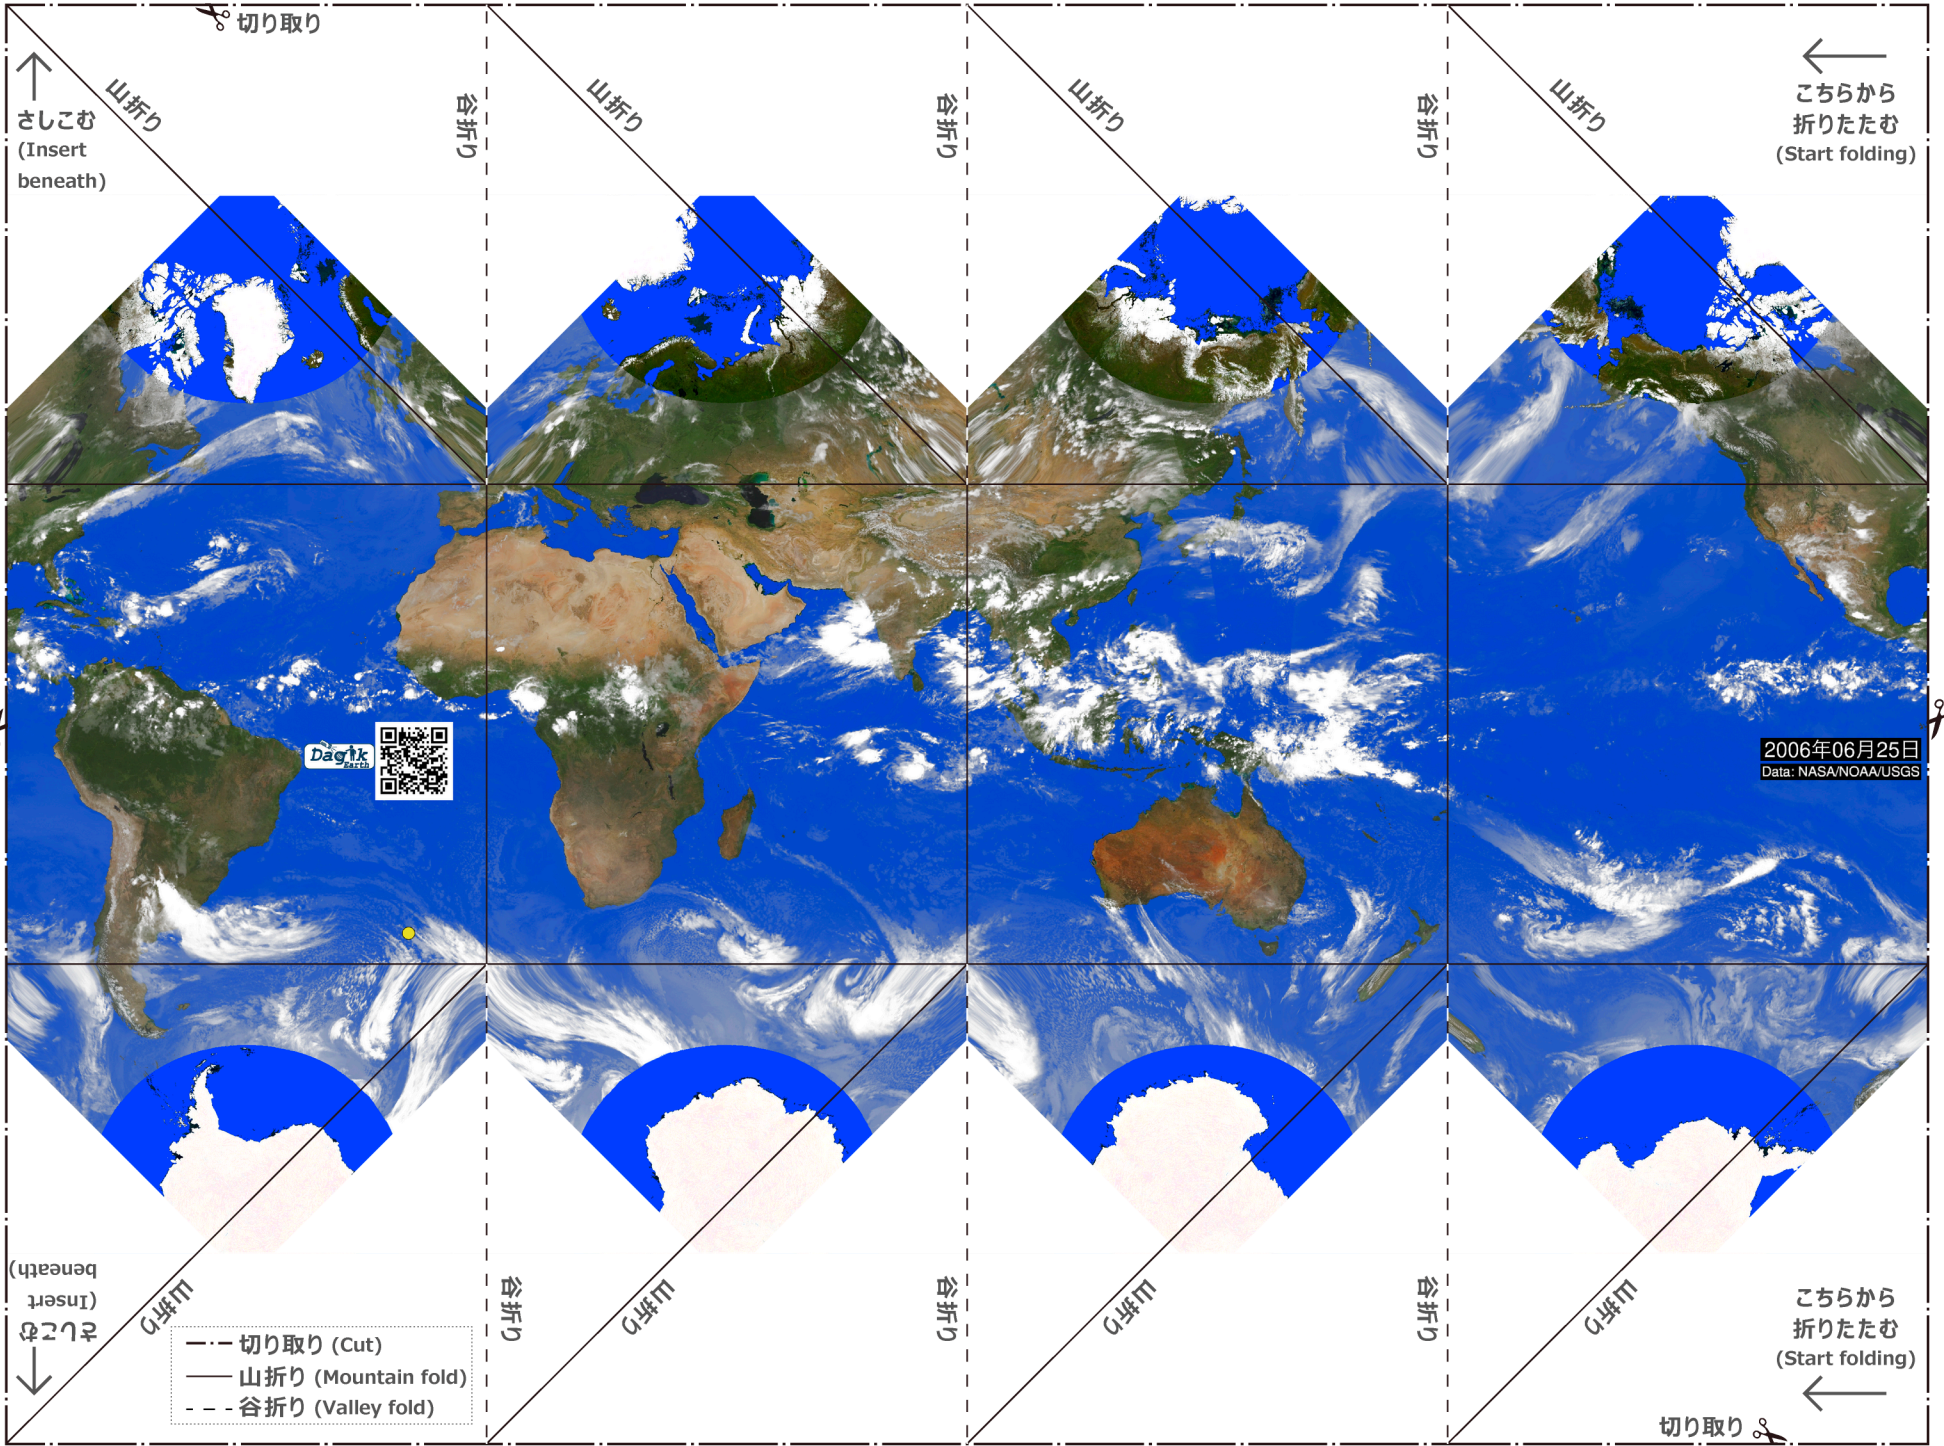 切り取り
山折り
谷折り
山折り
谷折り
山折り
谷折り
山折り
さしこむ
(Insert
beneath)
こちらから
折りたたむ
(Start folding)
Dagik
Earth
2006年06月25日
Data: NASA/NOAA/USGS
さしこむ
(Insert
beneath)
山折り
谷折り
山折り
谷折り
山折り
谷折り
山折り
切り取り (Cut)
山折り (Mountain fold)
谷折り (Valley fold)
こちらから
折りたたむ
(Start folding)
切り取り